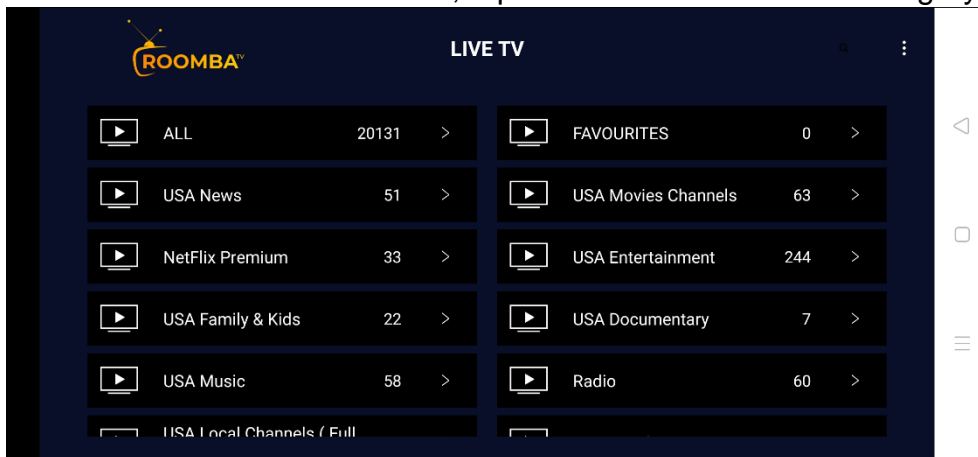 ROOMBA TV
LIVE TV
ALL 20131 >
FAVOURITES 0 >
USA News 51 >
USA Movies Channels 63 >
NetFlix Premium 33 >
USA Entertainment 244 >
USA Family & Kids 22 >
USA Documentary 7 >
USA Music 58 >
Radio 60 >
USA Local Channels ( Full